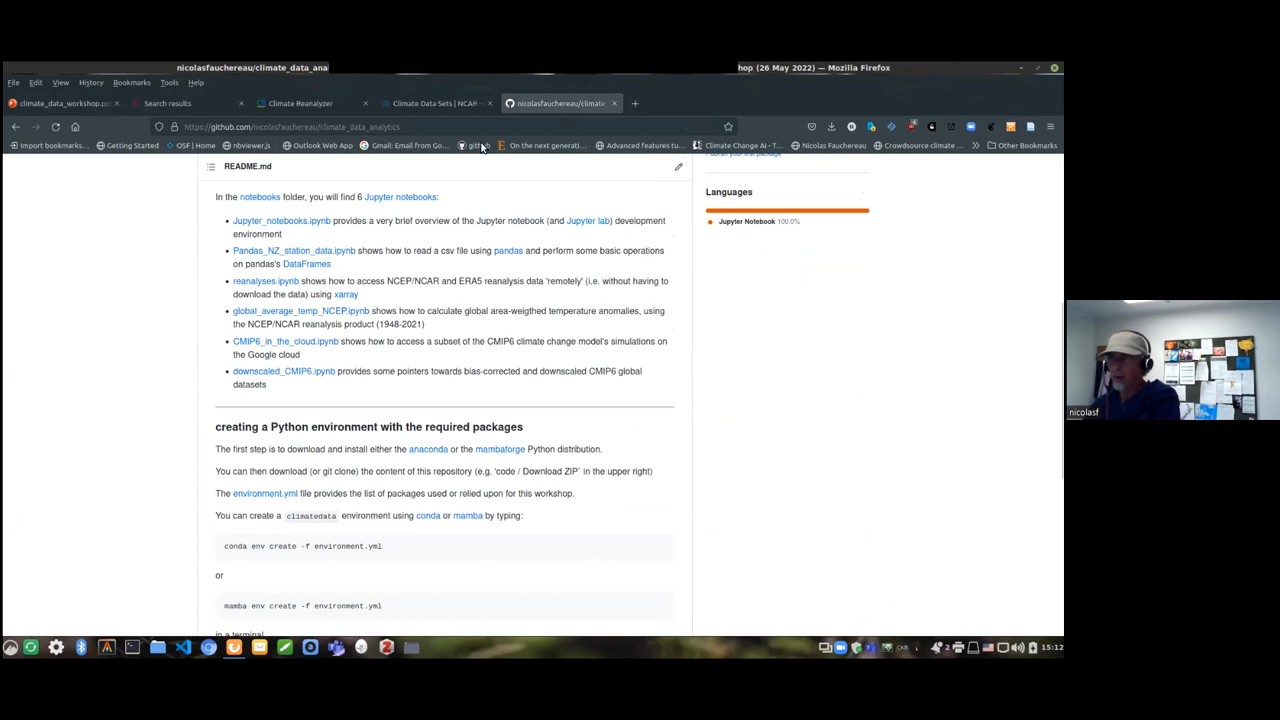 nicolasfauchereau/climate_data_anal
hop (26 May 2022) — Mozilla Firefox
File Edit View History Bookmarks Tools Help
climate_data_workshop.pp
Search results
Climate Reanalyzer
Climate Data Sets | NCAR -
nicolasfauchereau/climate
https://github.com/nicolasfauchereau/climate_data_analytics
Import bookmarks... Getting Started OSF | Home nbviewer.js Outlook Web App Gmail: Email from Go... github On the next generati... Advanced features tu... Climate Change AI - T... Nicolas Fauchereau Crowdsource climate ... Other Bookmarks
README.md
Publish your first package
Languages
Jupyter Notebook 100.0%
In the notebooks folder, you will find 6 Jupyter notebooks:
Jupyter_notebooks.ipynb provides a very brief overview of the Jupyter notebook (and Jupyter lab) development
environment
Pandas_NZ_station_data.ipynb shows how to read a csv file using pandas and perform some basic operations
on pandas's DataFrames
reanalyses.ipynb shows how to access NCEP/NCAR and ERA5 reanalysis data 'remotely' (i.e. without having to
download the data) using xarray
global_average_temp_NCEP.ipynb shows how to calculate global area-weigthed temperature anomalies, using
the NCEP/NCAR reanalysis product (1948-2021)
CMIP6_in_the_cloud.ipynb shows how to access a subset of the CMIP6 climate change model's simulations on
the Google cloud
downscaled_CMIP6.ipynb provides some pointers towards bias-corrected and downscaled CMIP6 global
datasets
creating a Python environment with the required packages
The first step is to download and install either the anaconda or the mambaforge Python distribution.
You can then download (or git clone) the content of this repository (e.g. 'code / Download ZIP` in the upper right)
The environment.yml file provides the list of packages used or relied upon for this workshop.
You can create a climatedata environment using conda or mamba by typing:
conda env create -f environment.yml
or
mamba env create -f environment.yml
in a terminal
nicolasf
2
15:12